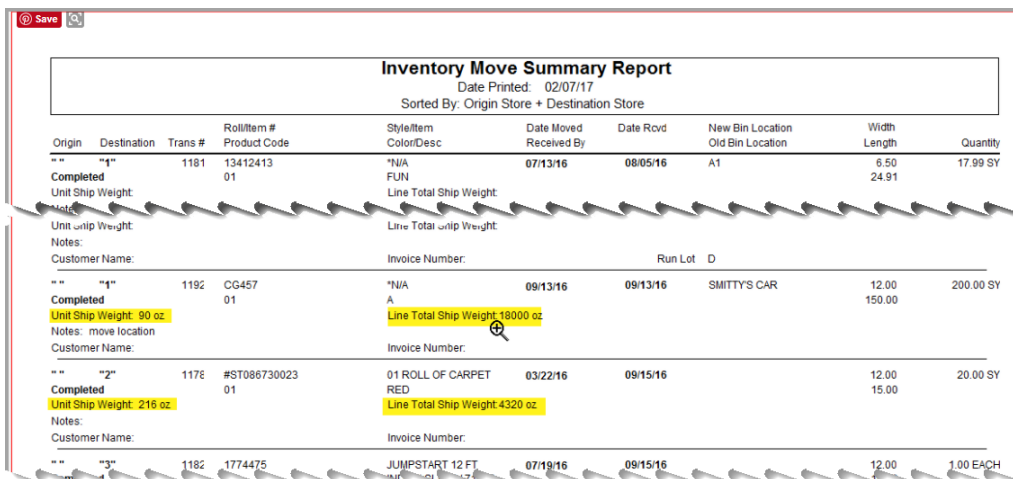 Save
Inventory Move Summary Report
Date Printed: 02/07/17
Sorted By: Origin Store + Destination Store
Roll/Item # Style/Item Date Moved Date Rcvd New Bin Location Width
Origin Destination Trans # Product Code Color/Desc Received By Old Bin Location Length Quantity
" " "1" 1181 13412413 *N/A 07/13/16 08/05/16 A1 6.50 17.99 SY
Completed 01 FUN 24.91
Unit Ship Weight: Line Total Ship Weight:
Notes:
Unit Ship Weight: Line Total Ship Weight:
Notes:
Customer Name: Invoice Number: Run Lot D
" " "1" 1192 CG457 *N/A 09/13/16 09/13/16 SMITTY'S CAR 12.00 200.00 SY
Completed 01 A 150.00
Unit Ship Weight: 90 oz Line Total Ship Weight:18000 oz
Notes: move location
Customer Name: Invoice Number:
" " "2" 1178 #ST086730023 01 ROLL OF CARPET 03/22/16 09/15/16 12.00 20.00 SY
Completed 01 RED 15.00
Unit Ship Weight: 216 oz Line Total Ship Weight:4320 oz
Notes:
Customer Name: Invoice Number:
" " "3" 1182 1774475 JUMPSTART 12 FT 07/19/16 09/15/16 12.00 1.00 EACH